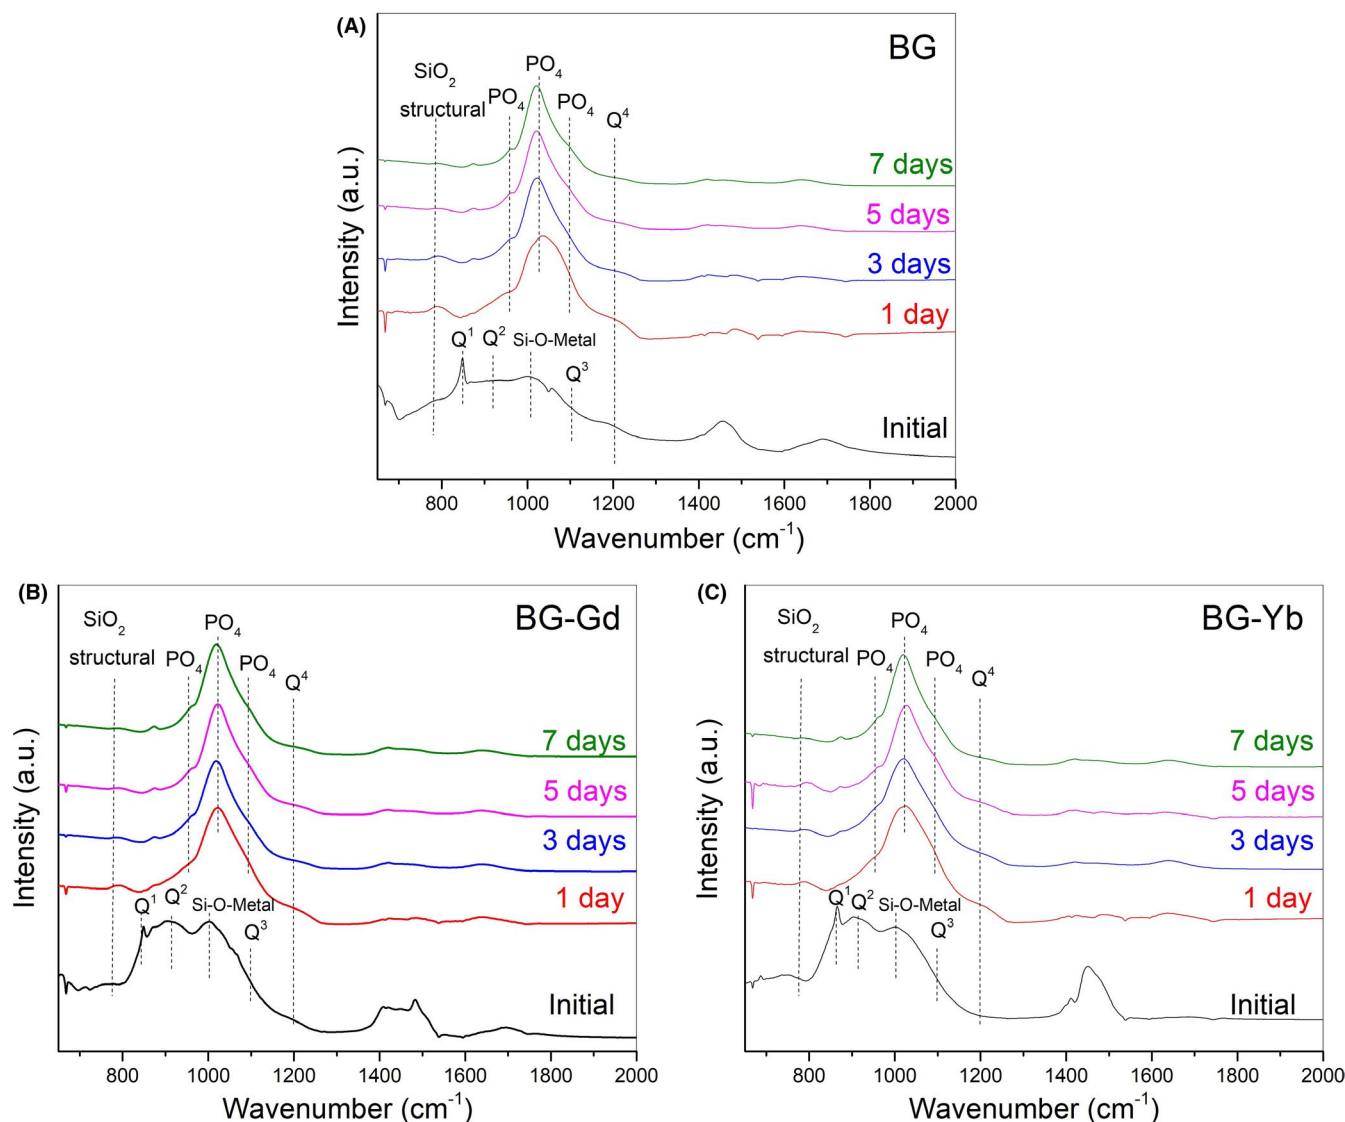 (A)
BG
SiO2
structural
PO4
PO4
PO4
Q4
7 days
5 days
3 days
1 day
Q1
Q2
Si-O-Metal
Q3
Initial
Intensity (a.u.)
800 1000 1200 1400 1600 1800 2000
Wavenumber (cm-1)
(B)
BG-Gd
SiO2
structural
PO4
PO4
PO4
Q4
7 days
5 days
3 days
1 day
Q1
Q2
Si-O-Metal
Q3
Initial
Intensity (a.u.)
800 1000 1200 1400 1600 1800 2000
Wavenumber (cm-1)
(C)
BG-Yb
SiO2
structural
PO4
PO4
PO4
Q4
7 days
5 days
3 days
1 day
Q1
Q2
Si-O-Metal
Q3
Initial
Intensity (a.u.)
800 1000 1200 1400 1600 1800 2000
Wavenumber (cm-1)